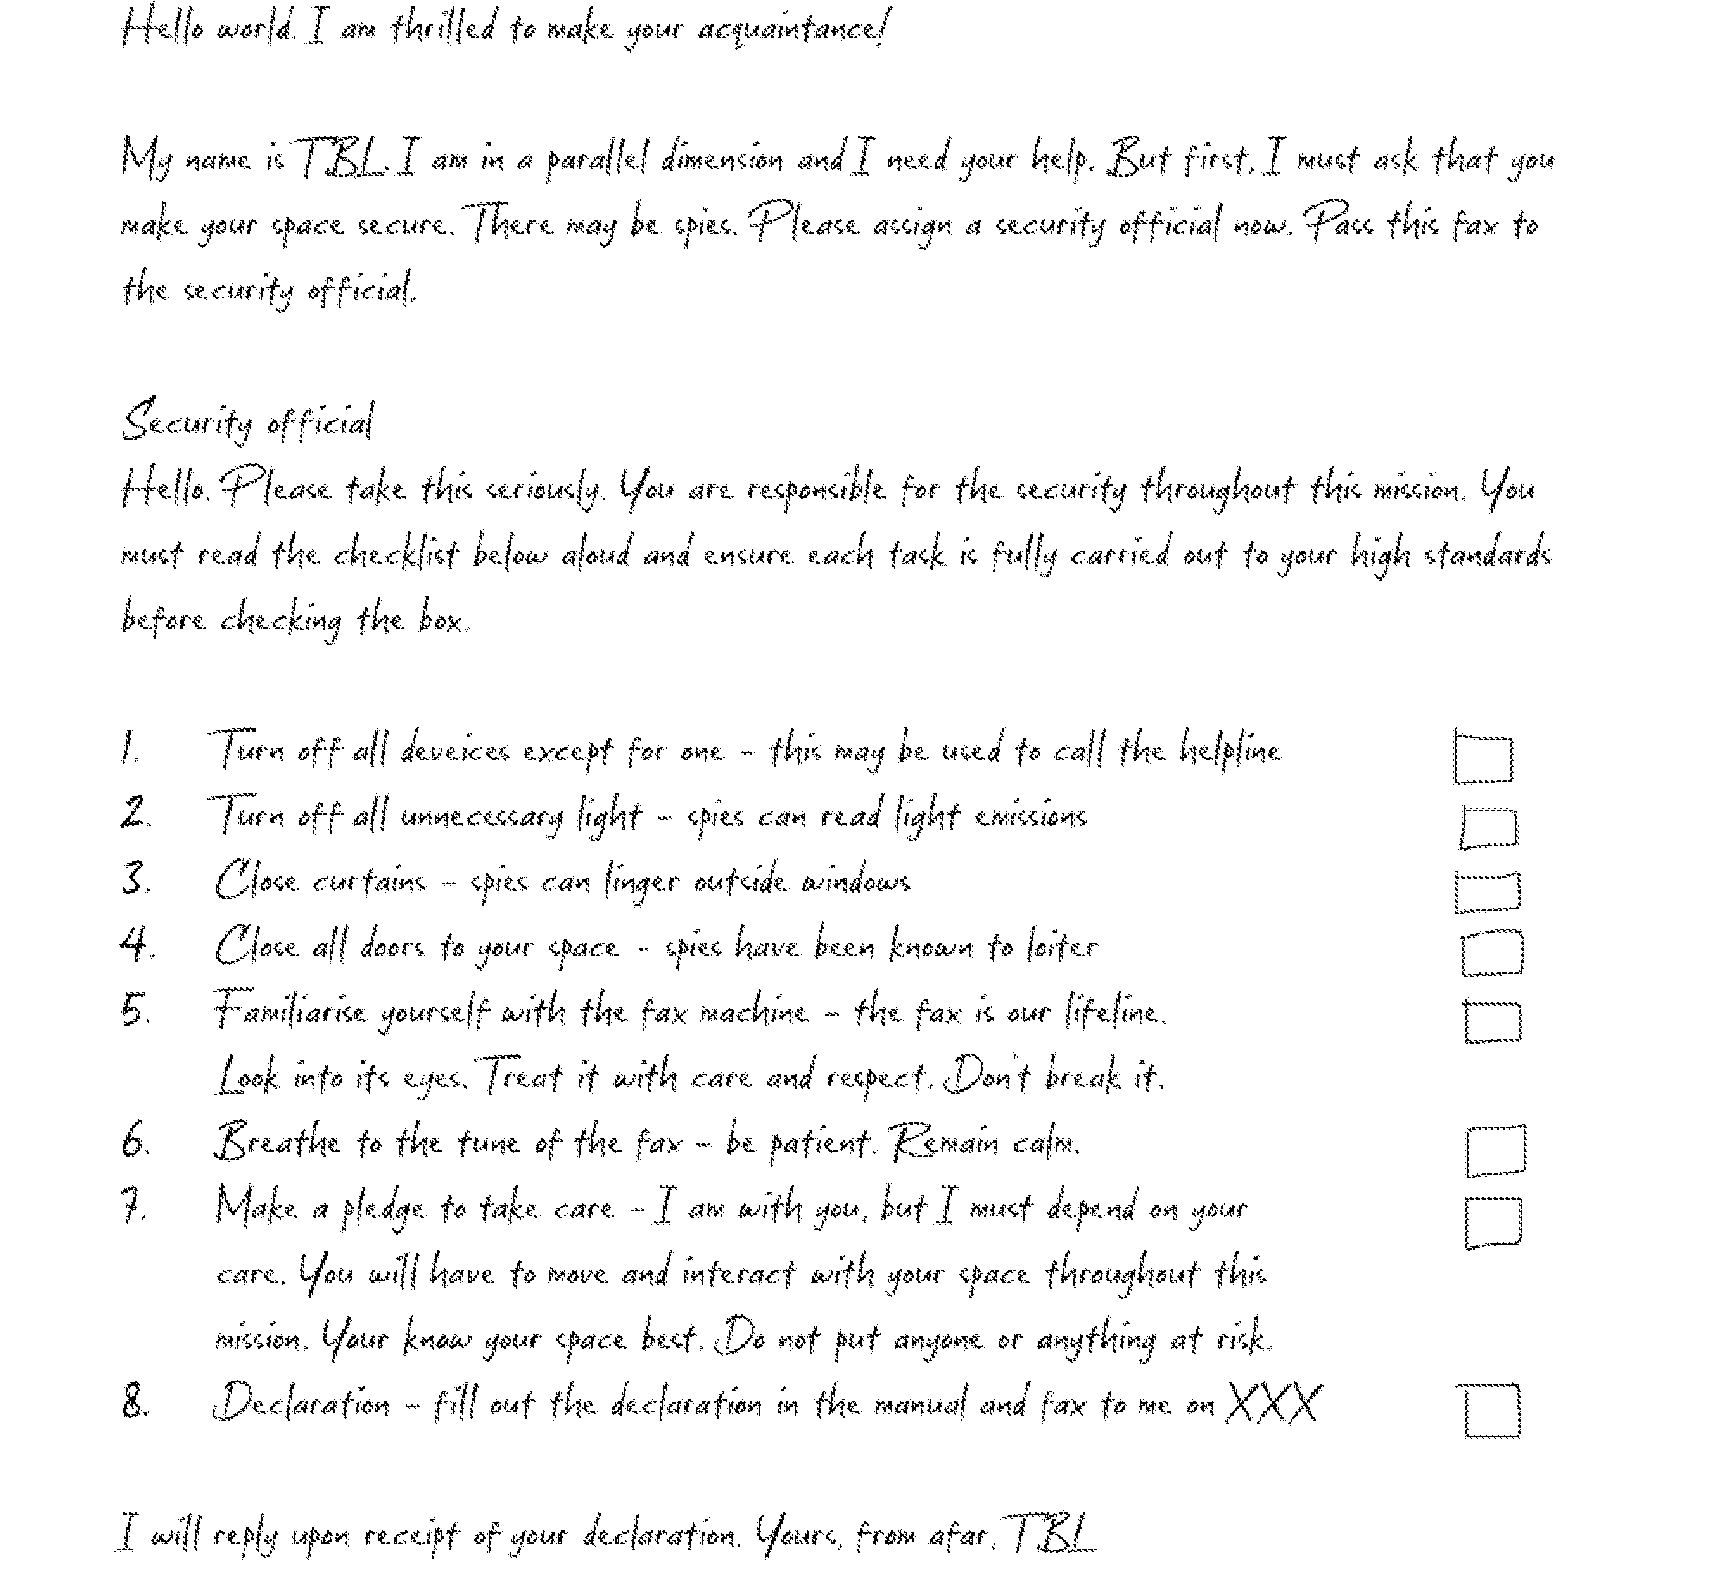 Hello world. I am thrilled to make your acquaintance!
My name is TBL. I am in a parallel dimension and I need your help. But first, I must ask that you
make your space secure. There may be spies. Please assign a security official now. Pass this fax to
the security official.
Security official
Hello. Please take this seriously. You are responsible for the security throughout this mission. You
must read the checklist below aloud and ensure each task is fully carried out to your high standards
before checking the box.
1. Turn off all deveices except for one - this may be used to call the helpline
2. Turn off all unnecessary light - spies can read light emissions
3. Close curtains - spies can linger outside windows
4. Close all doors to your space - spies have been known to loiter
5. Familiarise yourself with the fax machine - the fax is our lifeline.
Look into its eyes. Treat it with care and respect. Don't break it.
6. Breathe to the tune of the fax - be patient. Remain calm.
7. Make a pledge to take care - I am with you, but I must depend on your
care. You will have to move and interact with your space throughout this
mission. Your know your space best. Do not put anyone or anything at risk.
8. Declaration - fill out the declaration in the manual and fax to me on XXX
I will reply upon receipt of your declaration. Yours, from afar, TBL